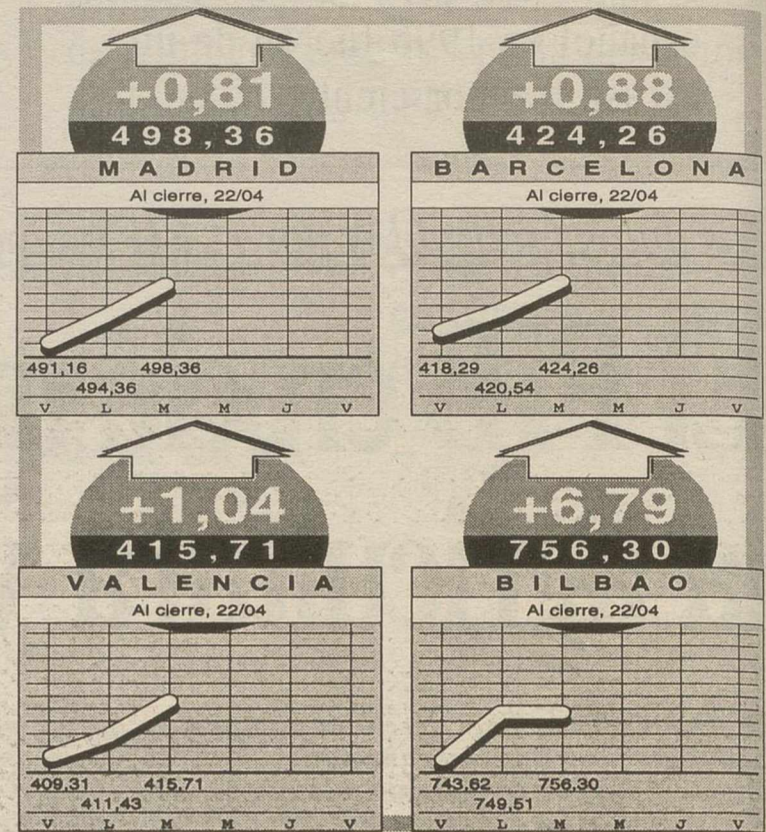 +0,81
498,36
MADRID
Al cierre, 22/04
491,16 498,36
494,36
V L M M J V
+0,88
424,26
BARCELONA
Al cierre, 22/04
418,29 424,26
420,54
V L M M J V
+1,04
415,71
VALENCIA
Al cierre, 22/04
409,31 415,71
411,43
V L M M J V
+6,79
756,30
BILBAO
Al cierre, 22/04
743,62 756,30
749,51
V L M M J V